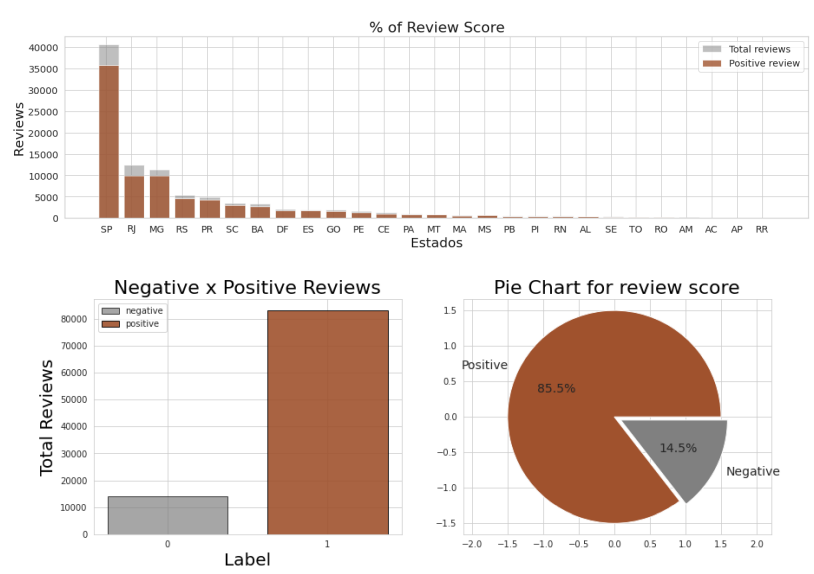 % of Review Score
Total reviews
Positive review
Reviews
40000
35000
30000
25000
20000
15000
10000
5000
0
SP RJ MG RS PR SC BA DF ES GO PE CE PA MT MA MS PB PI RN AL SE TO RO AM AC AP RR
Estados
Negative x Positive Reviews
negative
positive
Total Reviews
80000
70000
60000
50000
40000
30000
20000
10000
0
0 1
Label
Pie Chart for review score
1.5
1.0
0.5
0.0
−0.5
−1.0
−1.5
Positive
85.5%
14.5%
Negative
−2.0 −1.5 −1.0 −0.5 0.0 0.5 1.0 1.5 2.0